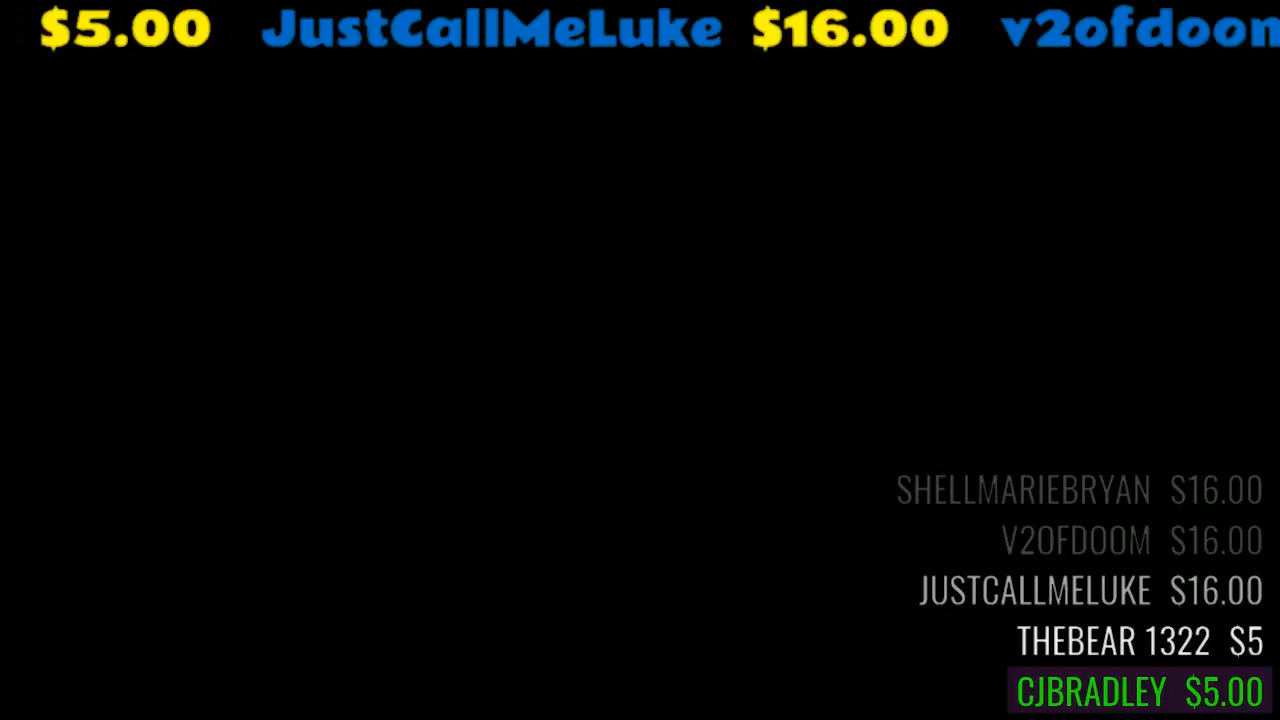 $5.00 JustCallMeLuke $16.00 v2ofdoom
SHELLMARIEBRYAN $16.00
V2OFDOOM $16.00
JUSTCALLMELUKE $16.00
THEBEAR 1322 $5
CJBRADLEY $5.00